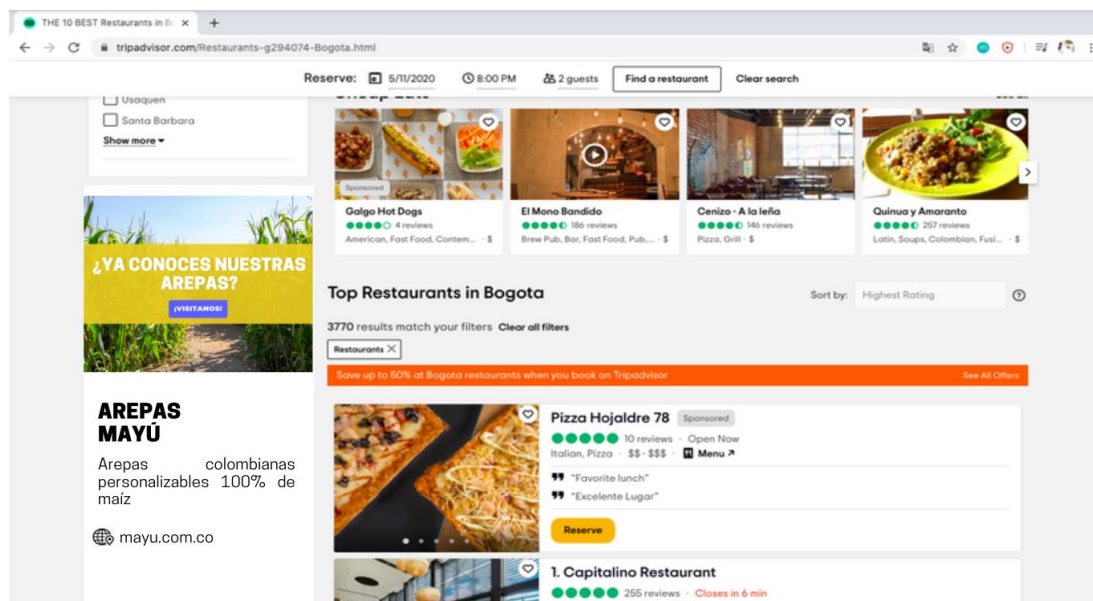 THE 10 BEST Restaurants in B
tripadvisor.com/Restaurants-g294074-Bogota.html
Reserve: 5/11/2020 8:00 PM 2 guests Find a restaurant Clear search
Usaquen
Santa Barbara
Show more
Cheap Eats
See all
Sponsored
Galgo Hot Dogs
4 reviews
American, Fast Food, Contem... · $
El Mono Bandido
186 reviews
Brew Pub, Bar, Fast Food, Pub,... · $
Cenizo - A la leña
146 reviews
Pizza, Grill · $
Quinua y Amaranto
257 reviews
Latin, Soups, Colombian, Fusi... · $
¿YA CONOCES NUESTRAS
AREPAS?
¡VISITANOS!
AREPAS
MAYÚ
Arepas colombianas
personalizables 100% de
maíz
mayu.com.co
Top Restaurants in Bogota
Sort by: Highest Rating
3770 results match your filters Clear all filters
Restaurants
Save up to 50% at Bogota restaurants when you book on Tripadvisor See All Offers
Pizza Hojaldre 78 Sponsored
10 reviews · Open Now
Italian, Pizza · $$ - $$$ · Menu
"Favorite lunch"
"Excelente Lugar"
Reserve
1. Capitalino Restaurant
255 reviews · Closes in 6 min